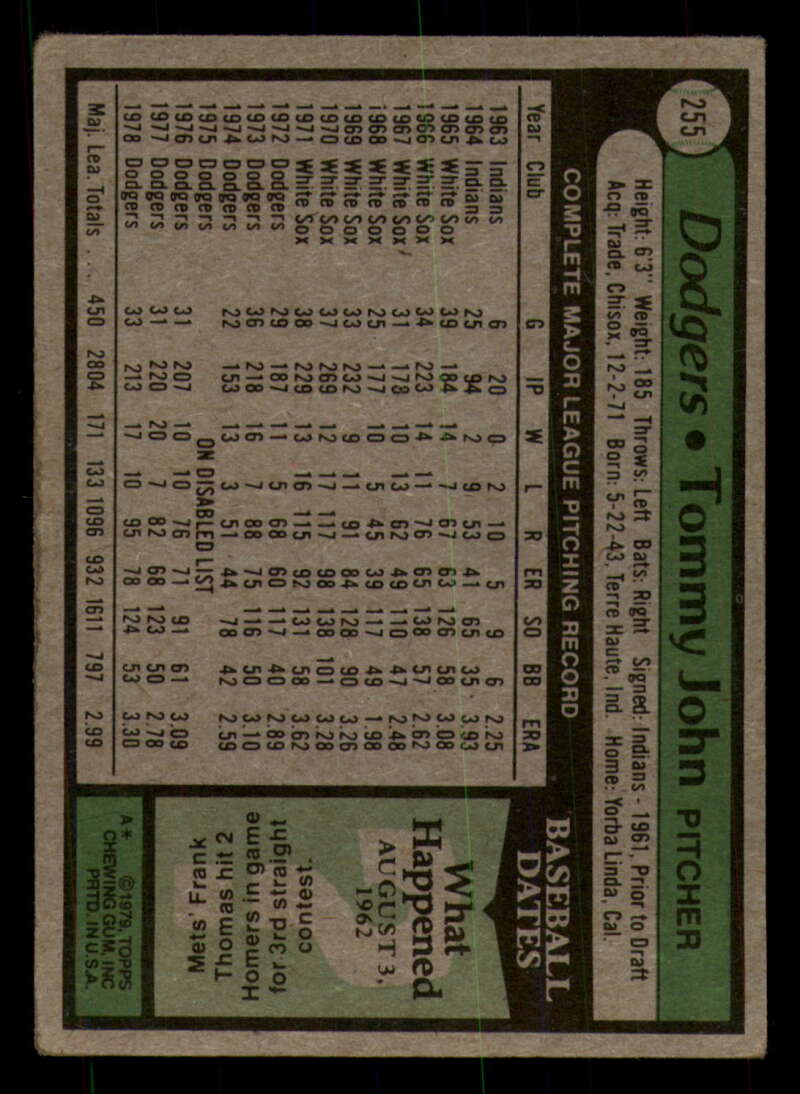 255
Dodgers • Tommy John PITCHER
Height: 6'3" Weight: 185 Throws: Left Bats: Right Signed: Indians - 1961, Prior to Draft
Acq: Trade, Chisox, 12-2-71 Born: 5-22-43, Terre Haute, Ind. Home: Yorba Linda, Cal.
COMPLETE MAJOR LEAGUE PITCHING RECORD
Year Club G IP W L R ER SO BB ERA
1963 Indians 6 20 0 2 10 5 9 6 2.25
1964 Indians 25 94 2 9 53 41 65 35 3.93
1965 White Sox 39 184 14 7 67 63 126 58 3.08
1966 White Sox 34 223 14 11 76 65 138 57 2.62
1967 White Sox 31 178 10 13 62 49 110 47 2.48
1968 White Sox 25 177 10 5 45 39 117 49 1.98
1969 White Sox 33 232 9 11 91 84 128 90 3.26
1970 White Sox 37 269 12 17 117 98 138 101 3.28
1971 White Sox 38 229 13 16 115 92 131 58 3.62
1972 Dodgers 29 187 11 5 68 60 117 40 2.89
1973 Dodgers 36 218 16 7 88 75 116 50 3.10
1974 Dodgers 22 153 13 3 51 44 78 42 2.59
1975 Dodgers ON DISABLED LIST
1976 Dodgers 31 207 10 10 76 71 91 61 3.09
1977 Dodgers 31 220 20 7 82 68 123 50 2.78
1978 Dodgers 33 213 17 10 95 78 124 53 3.30
Maj. Lea. Totals . . . 450 2804 171 133 1096 932 1611 797 2.99
BASEBALL
DATES
What
Happened
AUGUST 3,
1962
Mets' Frank
Thomas hit 2
Homers in game
for 3rd straight
contest.
A* ©1979, TOPPS
CHEWING GUM, INC
PRTD. IN U.S.A.